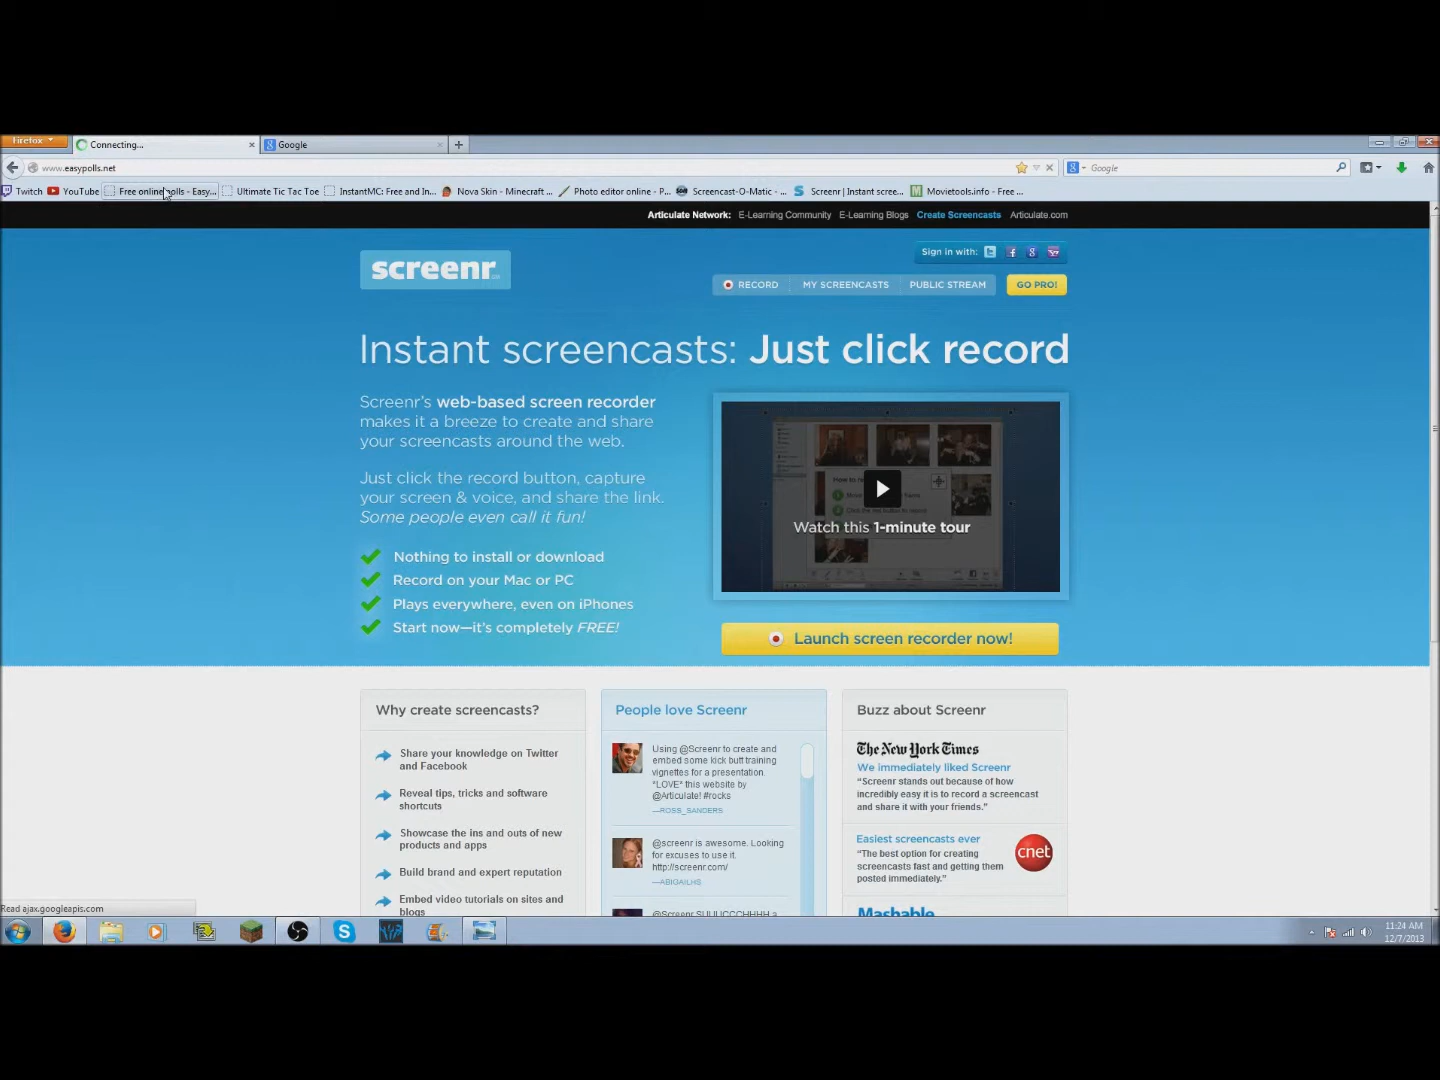 Firefox
Connecting...
Google
www.easypolls.net
Google
Twitch
YouTube
Free online polls - Easy...
Ultimate Tic Tac Toe
InstantMC: Free and In...
Nova Skin - Minecraft ...
Photo editor online - P...
Screencast-O-Matic - ...
Screenr | Instant scree...
Movietools.info - Free ...
Articulate Network: E-Learning Community E-Learning Blogs Create Screencasts Articulate.com
screenr
Sign in with:
RECORD MY SCREENCASTS PUBLIC STREAM GO PRO!
Instant screencasts: Just click record
Screenr's web-based screen recorder
makes it a breeze to create and share
your screencasts around the web.
Just click the record button, capture
your screen & voice, and share the link.
Some people even call it fun!
Nothing to install or download
Record on your Mac or PC
Plays everywhere, even on iPhones
Start now—it's completely FREE!
Watch this 1-minute tour
Launch screen recorder now!
Why create screencasts?
Share your knowledge on Twitter
and Facebook
Reveal tips, tricks and software
shortcuts
Showcase the ins and outs of new
products and apps
Build brand and expert reputation
Embed video tutorials on sites and
blogs
People love Screenr
Using @Screenr to create and
embed some kick butt training
vignettes for a presentation.
*LOVE* this website by
@Articulate! #rocks
—ROSS_SANDERS
@screenr is awesome. Looking
for excuses to use it.
http://screenr.com/
—ABIGAILHS
Buzz about Screenr
The New York Times
We immediately liked Screenr
“Screenr stands out because of how
incredibly easy it is to record a screencast
and share it with your friends.”
Easiest screencasts ever
“The best option for creating
screencasts fast and getting them
posted immediately.”
cnet
Mashable
Read ajax.googleapis.com
11:24 AM
12/7/2013